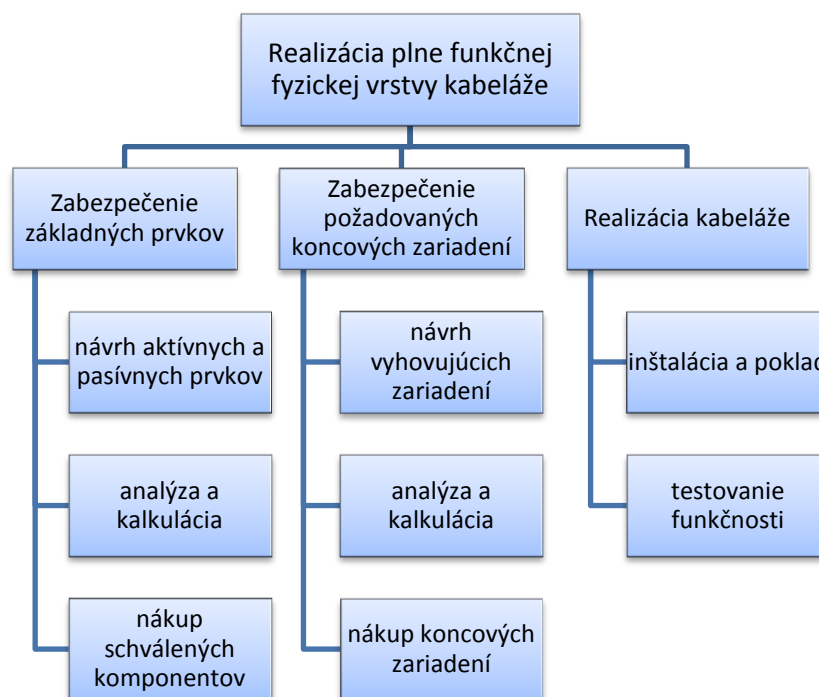 Realizácia plne funkčnej
fyzickej vrstvy kabeláže
Zabezpečenie
základných prvkov
návrh aktívnych a
pasívnych prvkov
analýza a
kalkulácia
nákup
schválených
komponentov
Zabezpečenie
požadovaných
koncových zariadení
návrh
vyhovujúcich
zariadení
analýza a
kalkulácia
nákup koncových
zariadení
Realizácia kabeláže
inštalácia a poklad
testovanie
funkčnosti